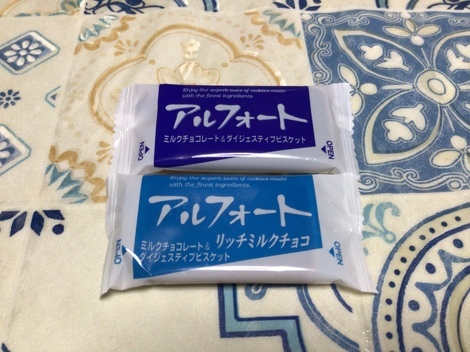 Enjoy the superb taste of cookies made
with the finest ingredients.
アルフォート
ミルクチョコレート&ダイジェスティブビスケット
OPEN
OPEN
Enjoy the superb taste of cookies made
with the finest ingredients.
アルフォート
ミルクチョコレート& リッチミルクチョコ
ダイジェスティブビスケット
OPEN
OPEN